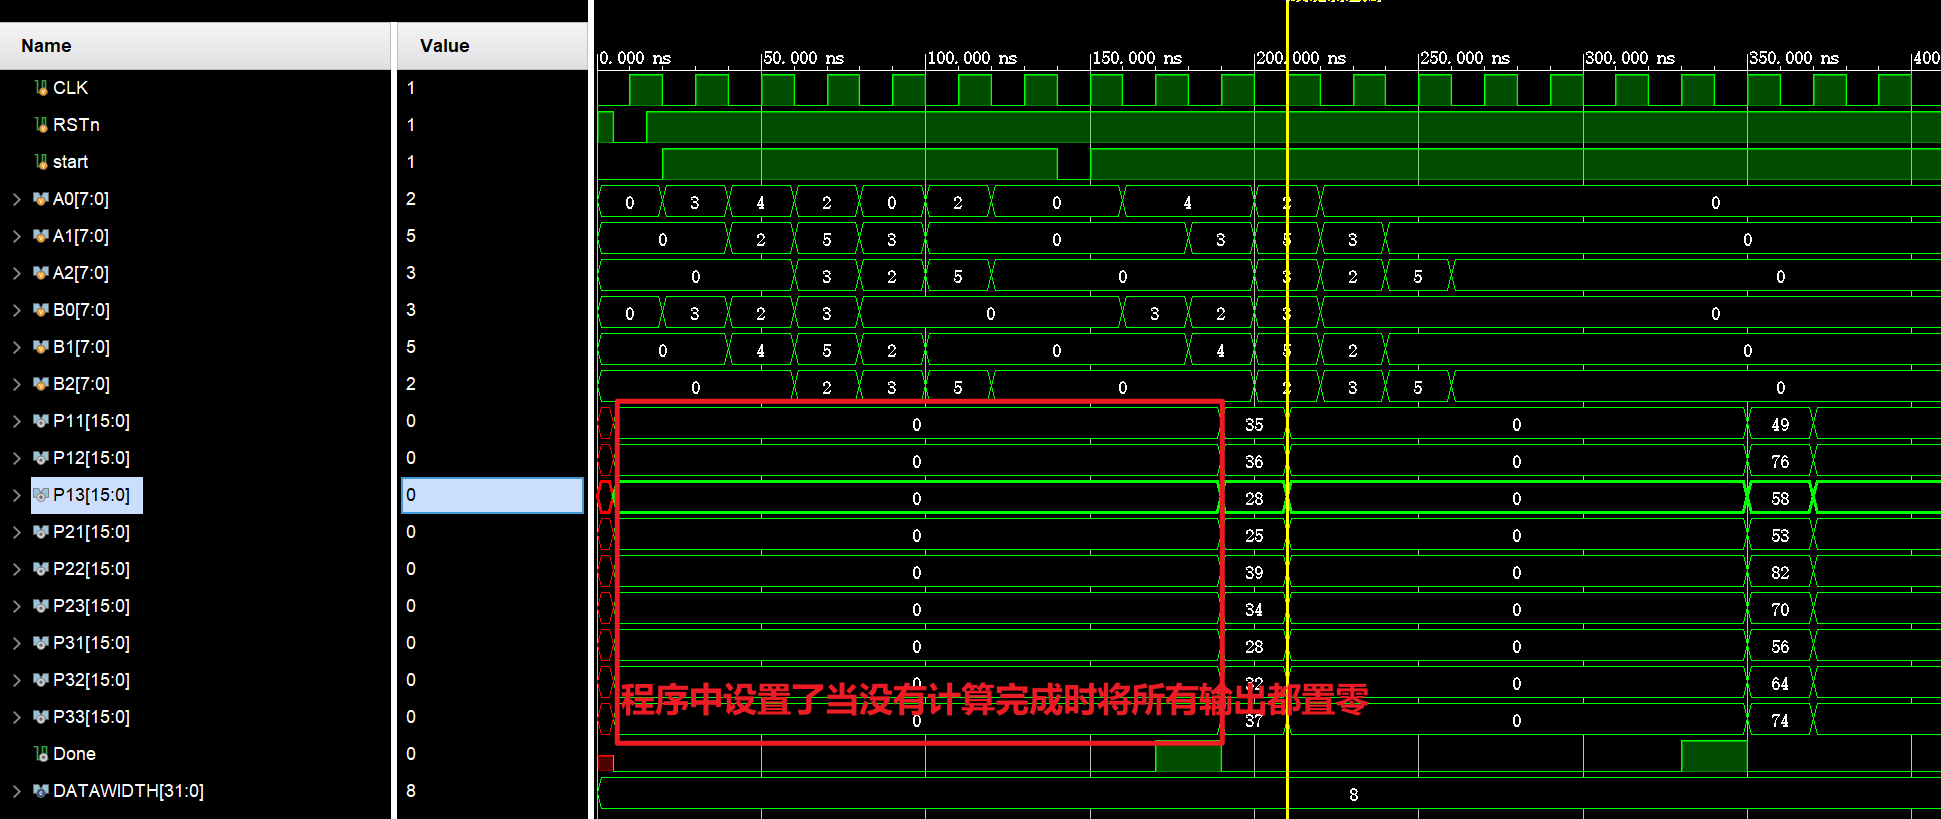 Name Value
0.000 ns 50.000 ns 100.000 ns 150.000 ns 200.000 ns 250.000 ns 300.000 ns 350.000 ns 400
CLK 1
RSTn 1
start 1
A0[7:0] 2 0 3 4 2 0 2 0 4 2 0
A1[7:0] 5 0 2 5 3 0 3 5 3 0
A2[7:0] 3 0 3 2 5 0 3 2 5 0
B0[7:0] 3 0 3 2 3 0 3 2 3 0
B1[7:0] 5 0 4 5 2 0 4 5 2 0
B2[7:0] 2 0 2 3 5 0 2 3 5 0
P11[15:0] 0 0 35 0 49
P12[15:0] 0 0 36 0 76
P13[15:0] 0 0 28 0 58
P21[15:0] 0 0 25 0 53
P22[15:0] 0 0 39 0 82
P23[15:0] 0 0 34 0 70
P31[15:0] 0 0 28 0 56
P32[15:0] 0 32 0 64
程序中设置了当没有计算完成时将所有输出都置零
P33[15:0] 0 0 37 0 74
Done 0
DATAWIDTH[31:0] 8 8